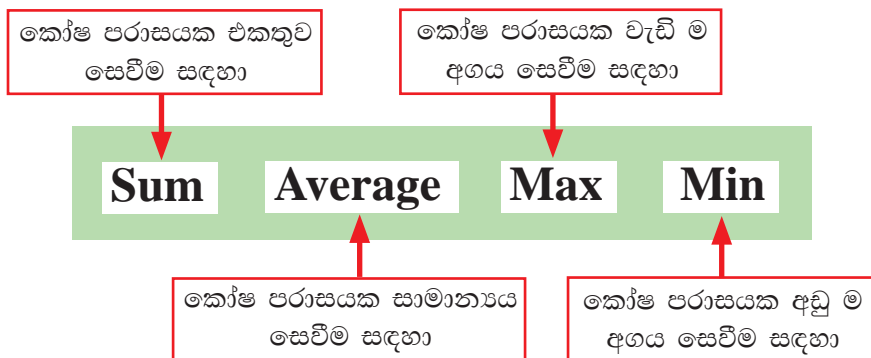 කෝෂ පරාසයක එකතුව
සෙවීම සඳහා
කෝෂ පරාසයක වැඩි ම
අගය සෙවීම සඳහා
Sum Average Max Min
කෝෂ පරාසයක සාමාන්‍යය
සෙවීම සඳහා
කෝෂ පරාසයක අඩු ම
අගය සෙවීම සඳහා